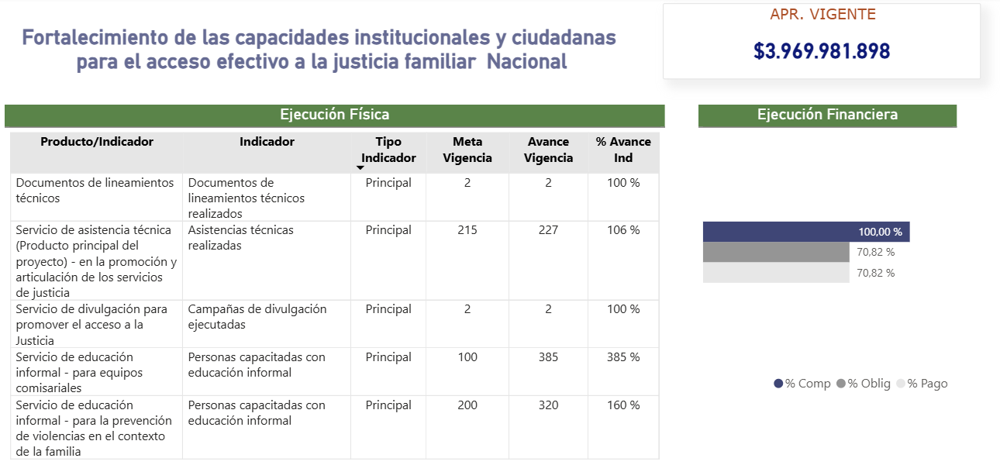 Fortalecimiento de las capacidades institucionales y ciudadanas
para el acceso efectivo a la justicia familiar Nacional
APR. VIGENTE
$3.969.981.898
Ejecución Física
Producto/Indicador
Indicador
Tipo
Indicador
Meta
Vigencia
Avance
Vigencia
% Avance
Ind
Documentos de lineamientos
técnicos
Documentos de
lineamientos técnicos
realizados
Principal
2
2
100 %
Servicio de asistencia técnica
(Producto principal del
proyecto) - en la promoción y
articulación de los servicios
de justicia
Asistencias técnicas
realizadas
Principal
215
227
106 %
Servicio de divulgación para
promover el acceso a la
Justicia
Campañas de divulgación
ejecutadas
Principal
2
2
100 %
Servicio de educación
informal - para equipos
comisariales
Personas capacitadas con
educación informal
Principal
100
385
385 %
Servicio de educación
informal - para la prevención
de violencias en el contexto
de la familia
Personas capacitadas con
educación informal
Principal
200
320
160 %
Ejecución Financiera
100,00 %
70,82 %
70,82 %
% Comp
% Oblig
% Pago